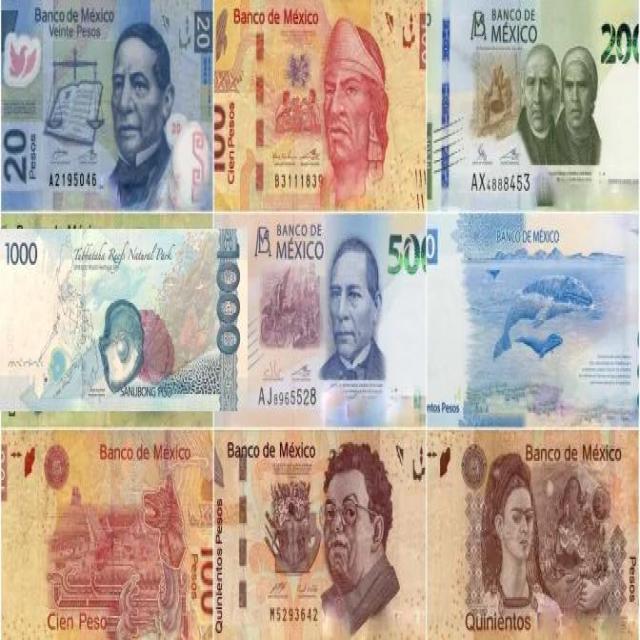 Banco de México
Veinte Pesos
20
20
Pesos
A2195046
Banco de México
100
Cien Pesos
B3111839
BANCO DE
MÉXICO
200
AX4888453
1000
Tubbataha Reefs Natural Park
SANLIBONG PISO
BANCO DE
MÉXICO
500
AJ8965528
BANCO DE MÉXICO
ntos Pesos
Banco de México
100
Pesos
Cien Peso
Banco de México
Quinientos Pesos
M5293642
Banco de México
Quinientos
Pesos